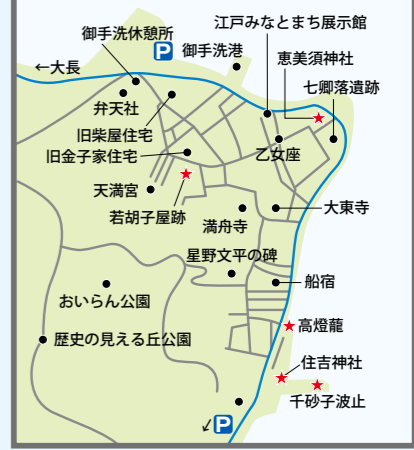 江戸みなとまち展示館
御手洗休憩所
P
御手洗港
恵美須神社
←大長
七卿落遺跡
弁天社
旧柴屋住宅
旧金子家住宅
乙女座
天満宮
若胡子屋跡
満舟寺
大東寺
星野文平の碑
船宿
おいらん公園
高燈籠
歴史の見える丘公園
住吉神社
千砂子波止
↙P